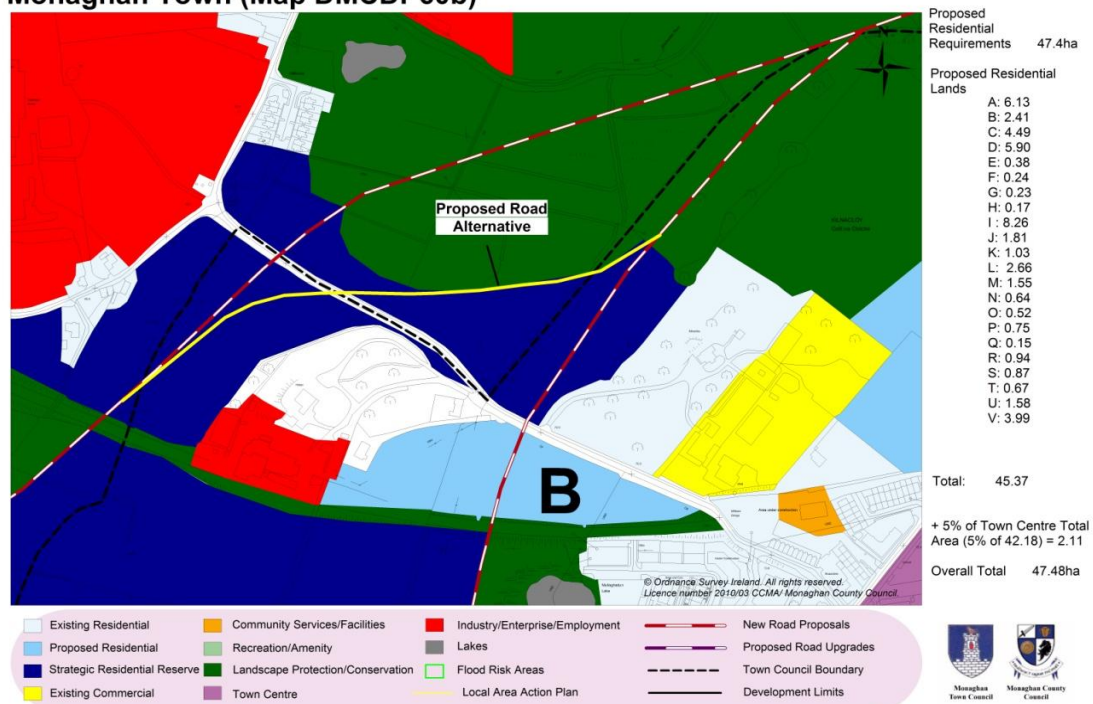 Monaghan Town (Map DMCDP 30b)
Proposed Road
Alternative
B
© Ordnance Survey Ireland. All rights reserved.
Licence number 2010/03 CCMA/ Monaghan County Council
Proposed
Residential
Requirements 47.4ha
Proposed Residential
Lands
A: 6.13
B: 2.41
C: 4.49
D: 5.90
E: 0.38
F: 0.24
G: 0.23
H: 0.17
I : 8.26
J: 1.81
K: 1.03
L: 2.66
M: 1.55
N: 0.64
O: 0.52
P: 0.75
Q: 0.15
R: 0.94
S: 0.87
T: 0.67
U: 1.58
V: 3.99
Total: 45.37
+ 5% of Town Centre Total
Area (5% of 42.18) = 2.11
Overall Total 47.48ha
Existing Residential
Proposed Residential
Strategic Residential Reserve
Existing Commercial
Community Services/Facilities
Recreation/Amenity
Landscape Protection/Conservation
Town Centre
Industry/Enterprise/Employment
Lakes
Flood Risk Areas
Local Area Action Plan
New Road Proposals
Proposed Road Upgrades
Town Council Boundary
Development Limits
Monaghan
Town Council
Monaghan County
Council